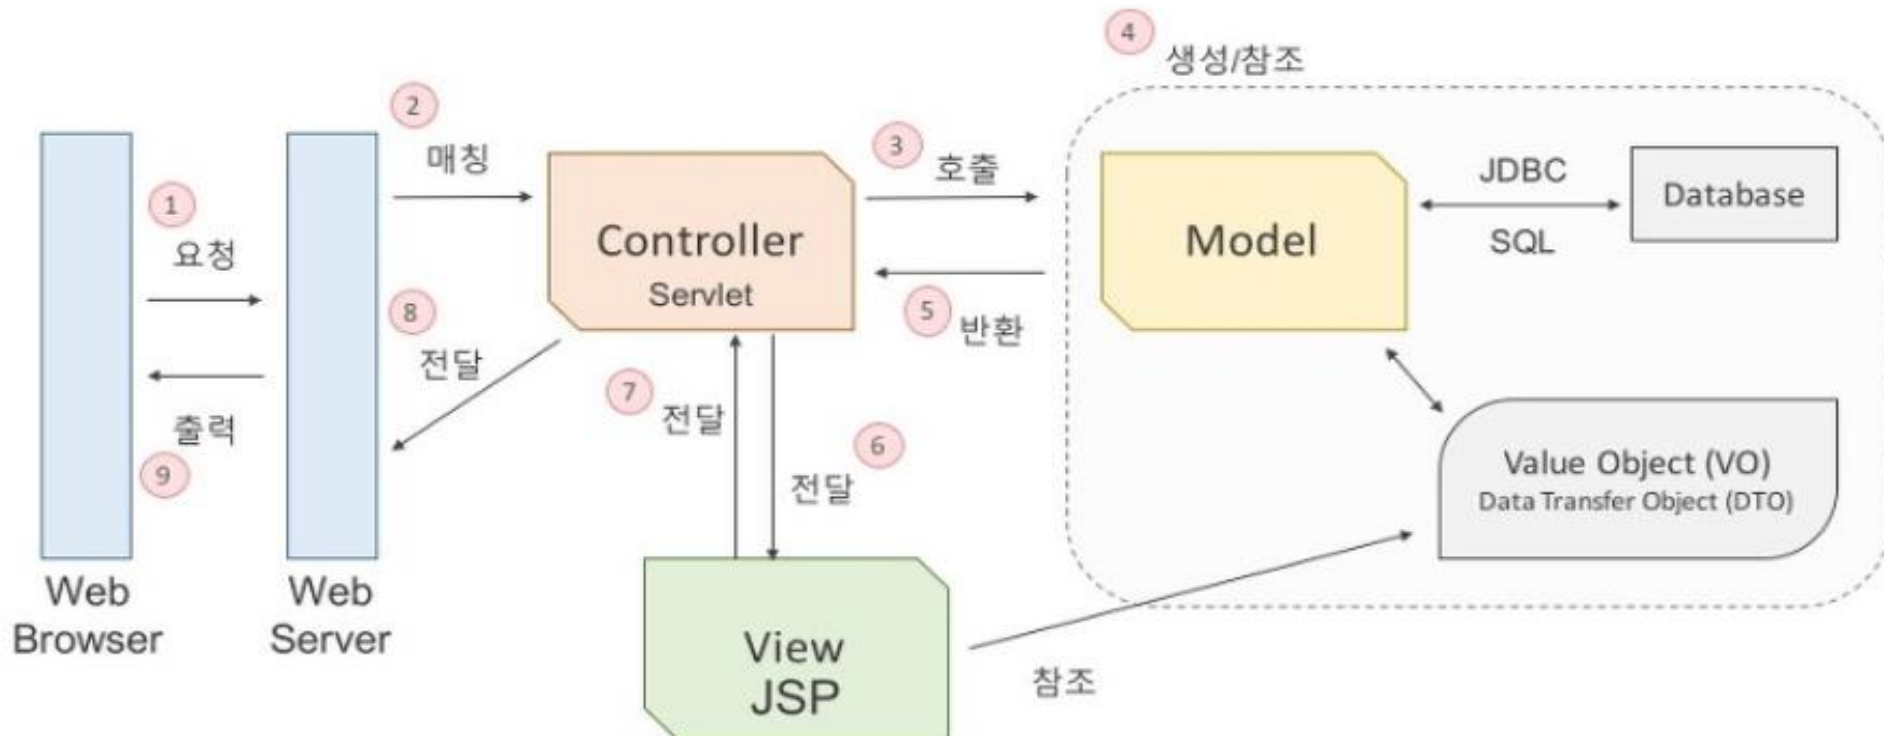 4
생성/참조
2
매칭
3
호출
JDBC
Database
1
요청
Controller
Servlet
Model
SQL
8
전달
5
반환
7
전달
출력
9
6
전달
Value Object (VO)
Data Transfer Object (DTO)
Web
Browser
Web
Server
View
JSP
참조